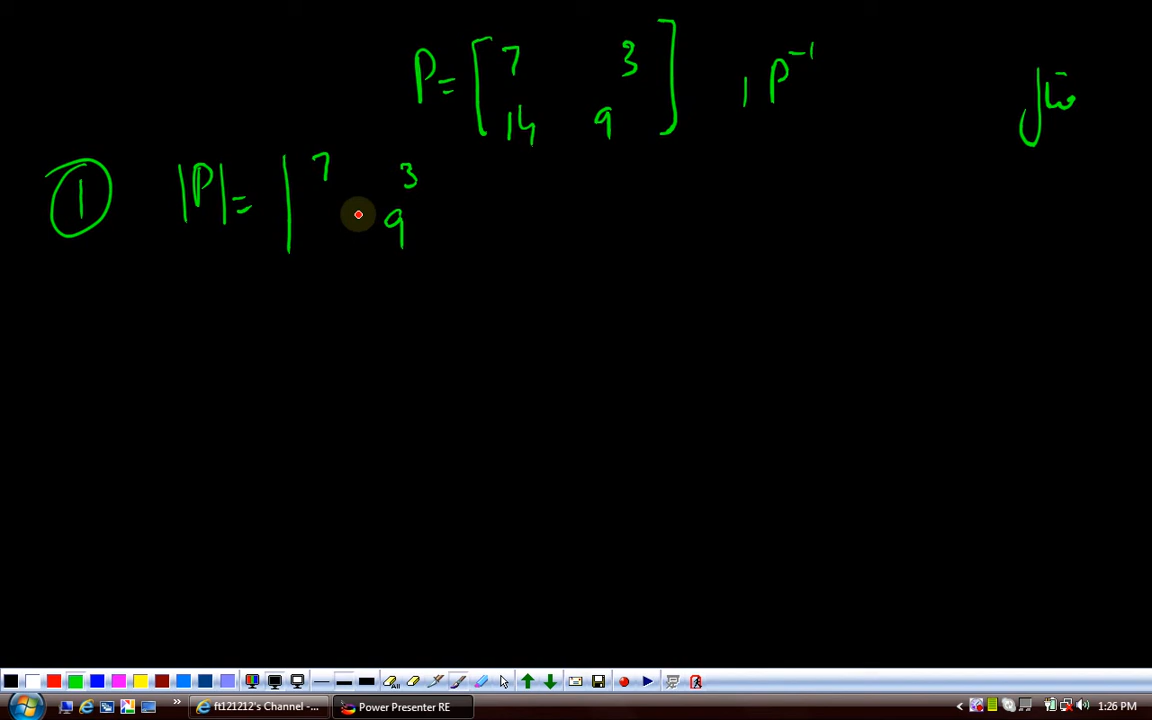 P= [ 7 3 , P⁻¹ مثال
14 9 ]
① |P|= | 7 3
9
ft121212's Channel -... Power Presenter RE 1:26 PM